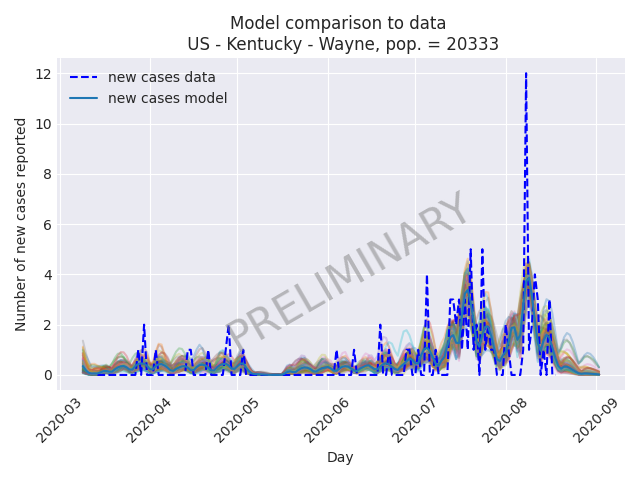 Model comparison to data
US - Kentucky - Wayne, pop. = 20333
new cases data
new cases model
12
10
8
6
4
2
0
Number of new cases reported
PRELIMINARY
2020-03
2020-04
2020-05
2020-06
2020-07
2020-08
2020-09
Day